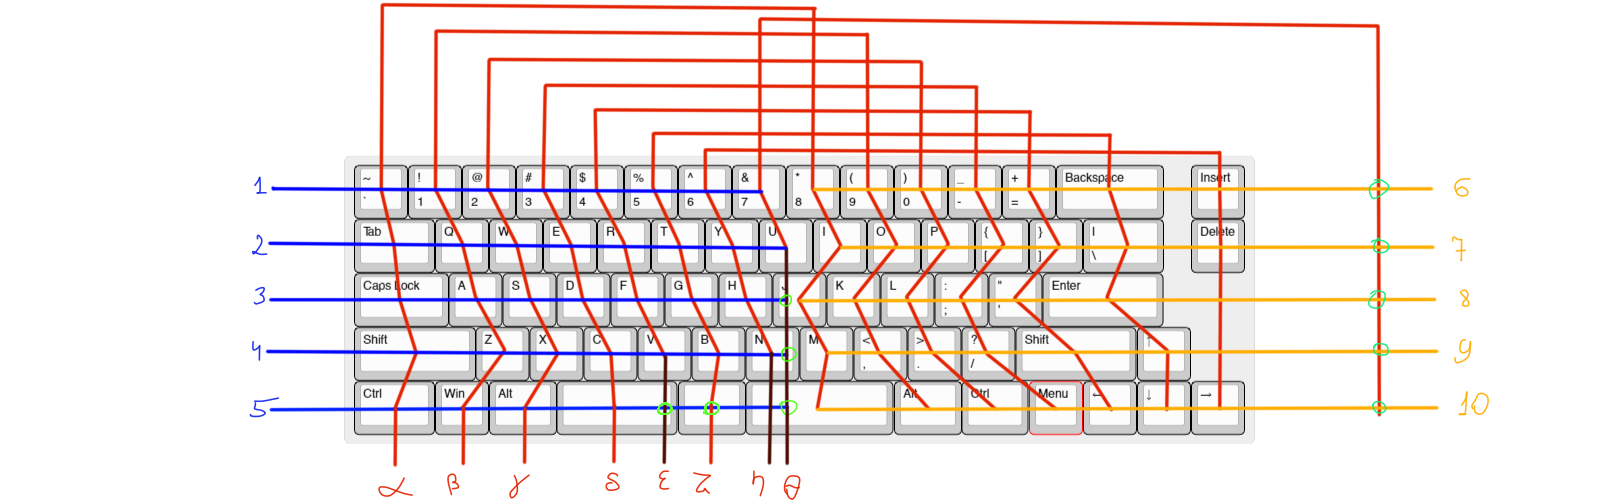 ~ ! @ # $ % ^ & * ( ) _ + Backspace Insert
1 ` 1 2 3 4 5 6 7 8 9 0 - = 6
Tab Q W E R T Y U I O P { } | Delete
2 [ ] \ 7
Caps Lock A S D F G H J K L : " Enter
3 ; ' 8
Shift Z X C V B N M < > ? Shift ↑
4 , . / 9
Ctrl Win Alt Alt Ctrl Menu ← ↓ →
5 10
α β γ δ ε ζ η θ